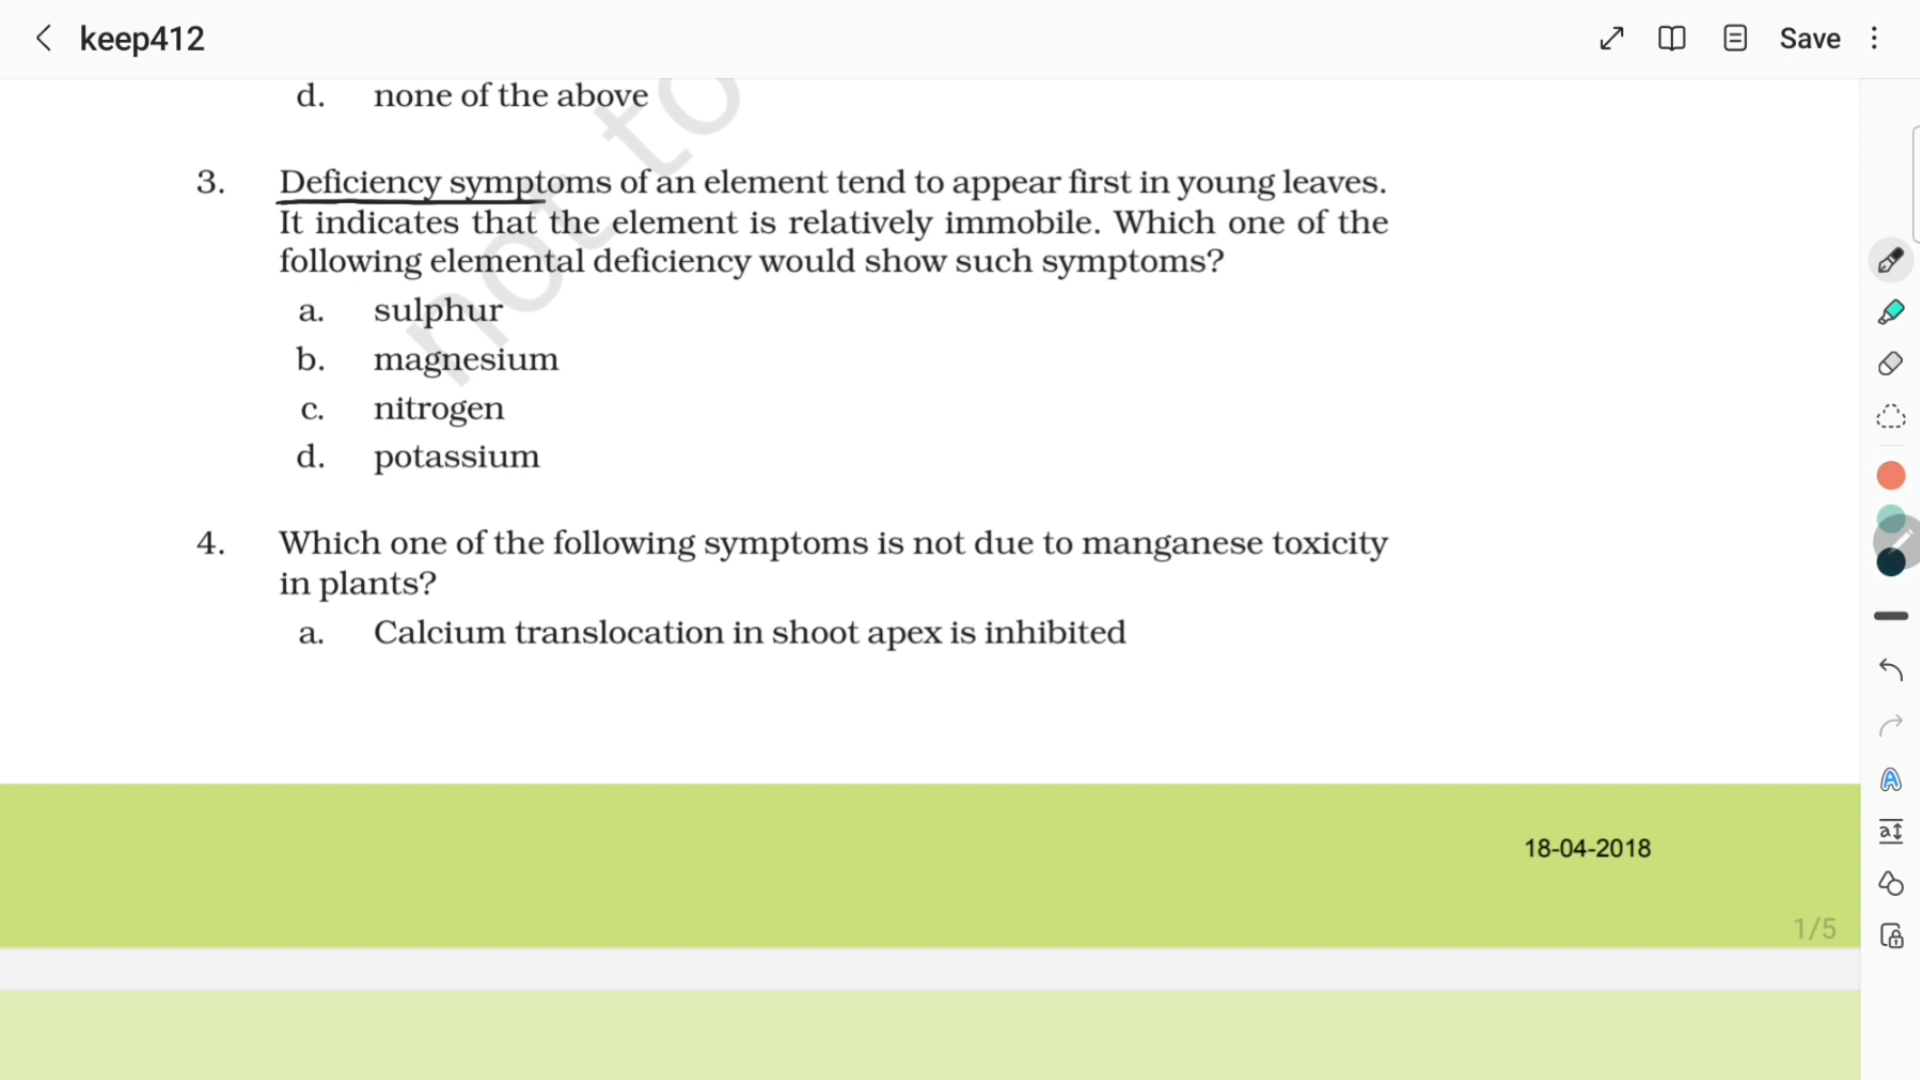 keep412
Save
d. none of the above
not to
3. Deficiency symptoms of an element tend to appear first in young leaves.
It indicates that the element is relatively immobile. Which one of the
following elemental deficiency would show such symptoms?
a. sulphur
b. magnesium
c. nitrogen
d. potassium
4. Which one of the following symptoms is not due to manganese toxicity
in plants?
a. Calcium translocation in shoot apex is inhibited
18-04-2018
1/5